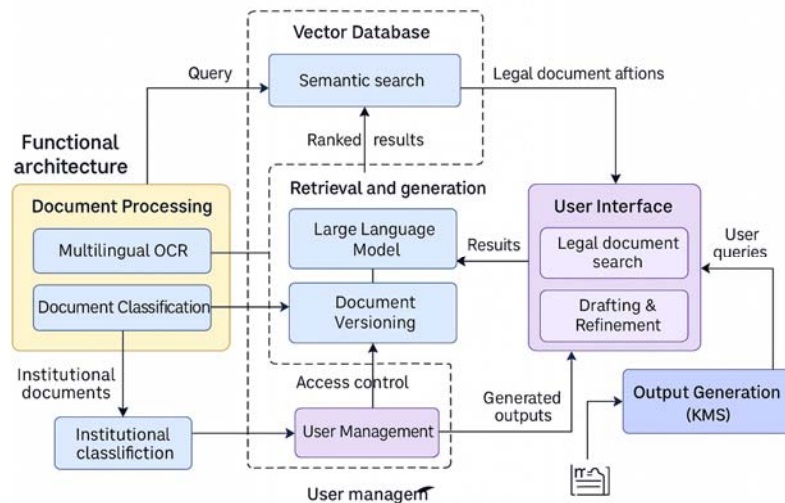 Vector Database
Query
Semantic search
Legal document aftions
Functional
architecture
Ranked results
Document Processing
Retrieval and generation
User Interface
Multilingual OCR
Large Language
Model
Results
Legal document
search
User
queries
Document Classification
Document
Versioning
Drafting &
Refinement
Institutional
documents
Access control
Generated
outputs
Output Generation
(KMS)
Institutional
classlifiction
User Management
User managem